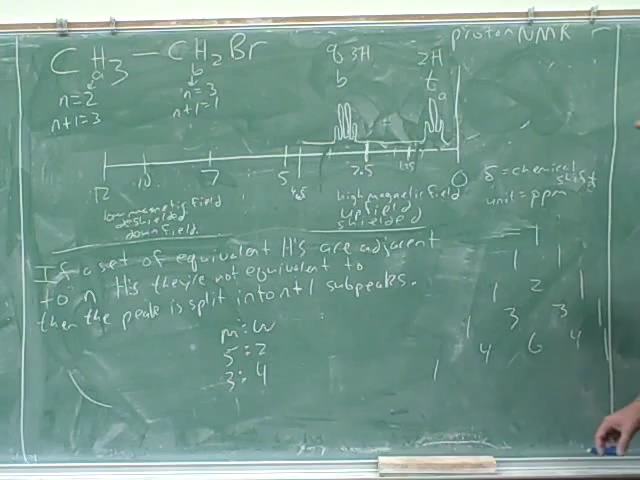 CH3 — CH2Br
a b
n=2 n=3
n+1=3
proton NMR
q 3H 2H
b t
a
12 10 7 5 0
δ = chemical shift
unit = ppm
low magnetic field
deshielded
downfield
high magnetic field
upfield
shielded
If a set of equivalent H's are adjacent
to n H's they're not equivalent to
then the peak is split into n+1 subpeaks.
5:2
3:4
1
1 1
1 2 1
1 3 3 1
1 4 6 4 1